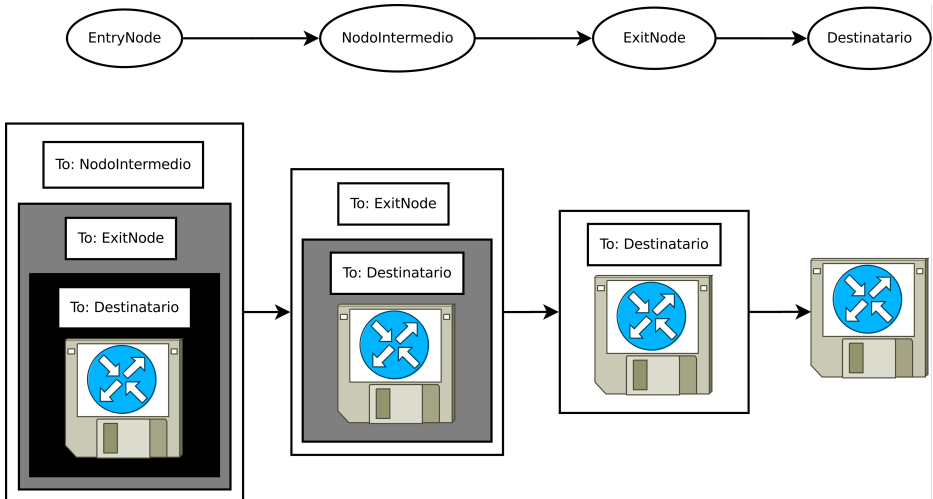 EntryNode
NodoIntermedio
ExitNode
Destinatario
To: NodoIntermedio
To: ExitNode
To: Destinatario
To: ExitNode
To: Destinatario
To: Destinatario